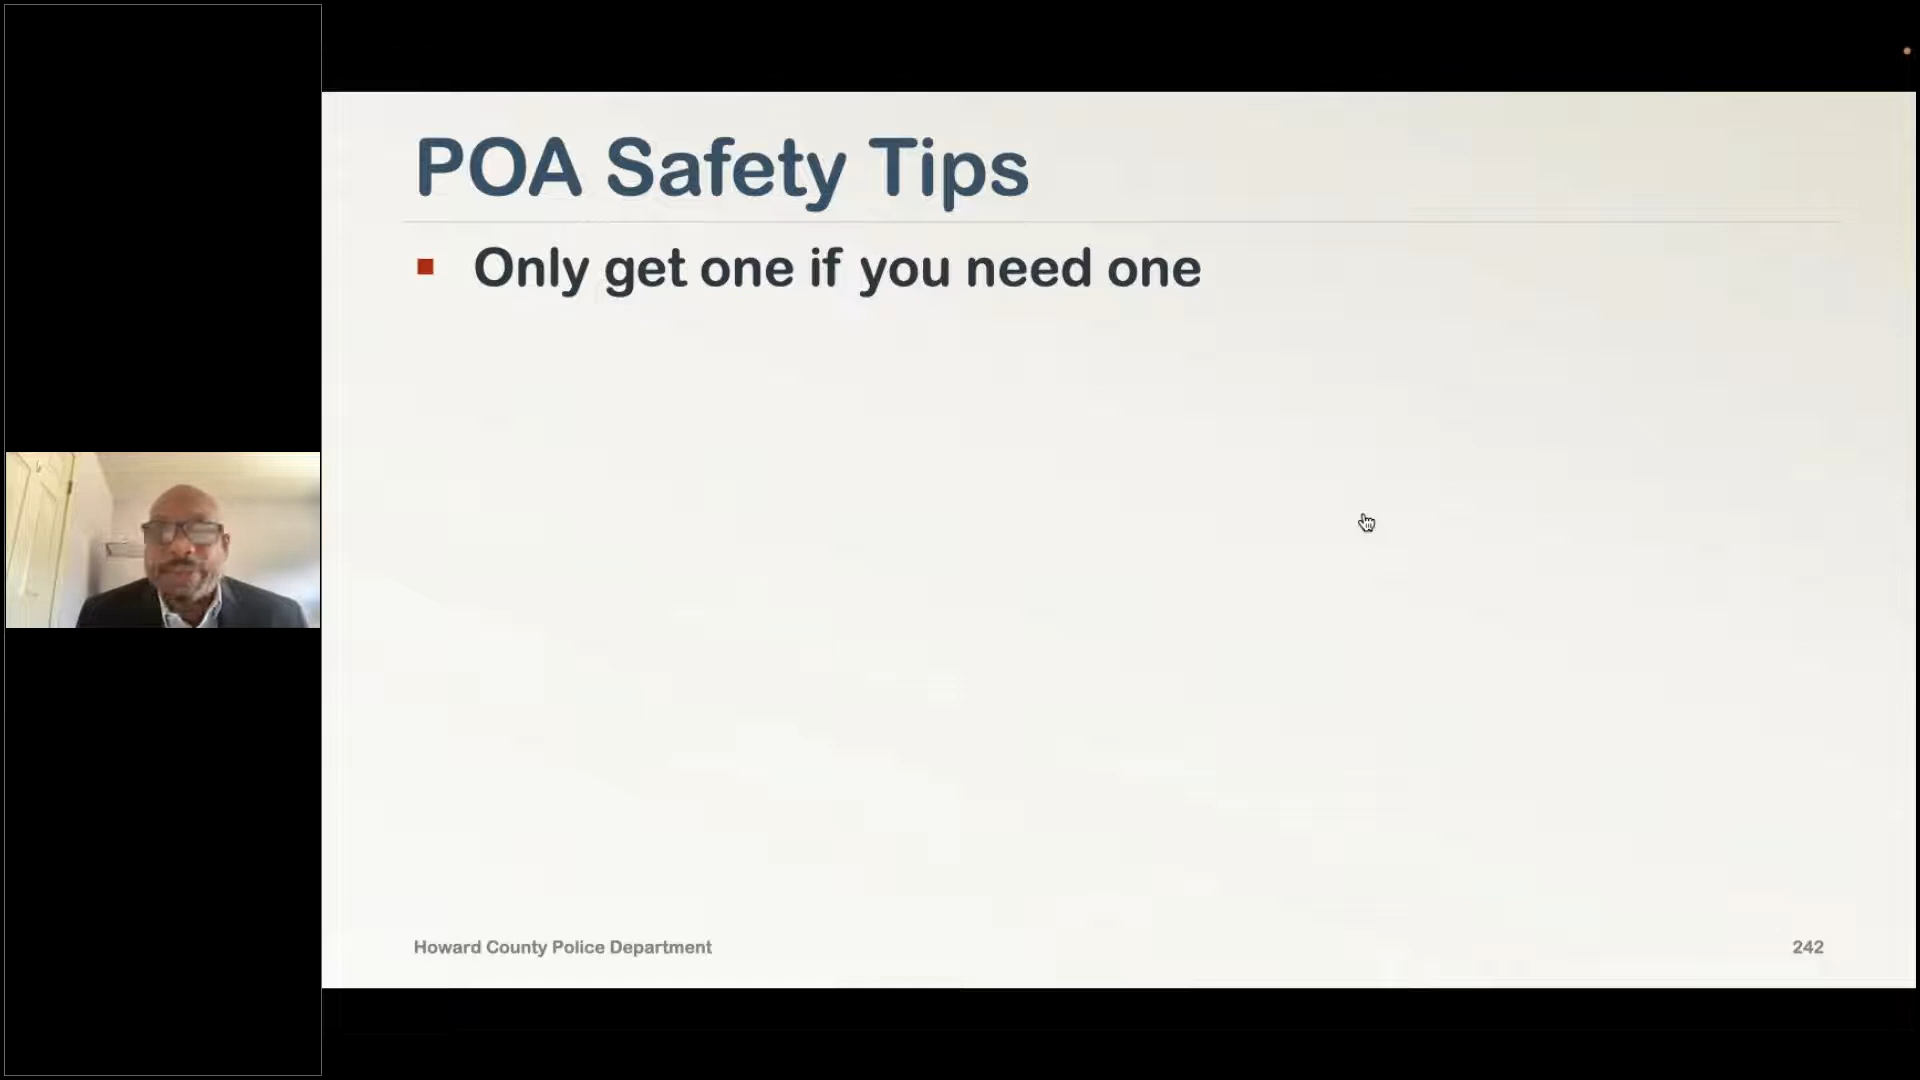 POA Safety Tips
Only get one if you need one
Howard County Police Department
242